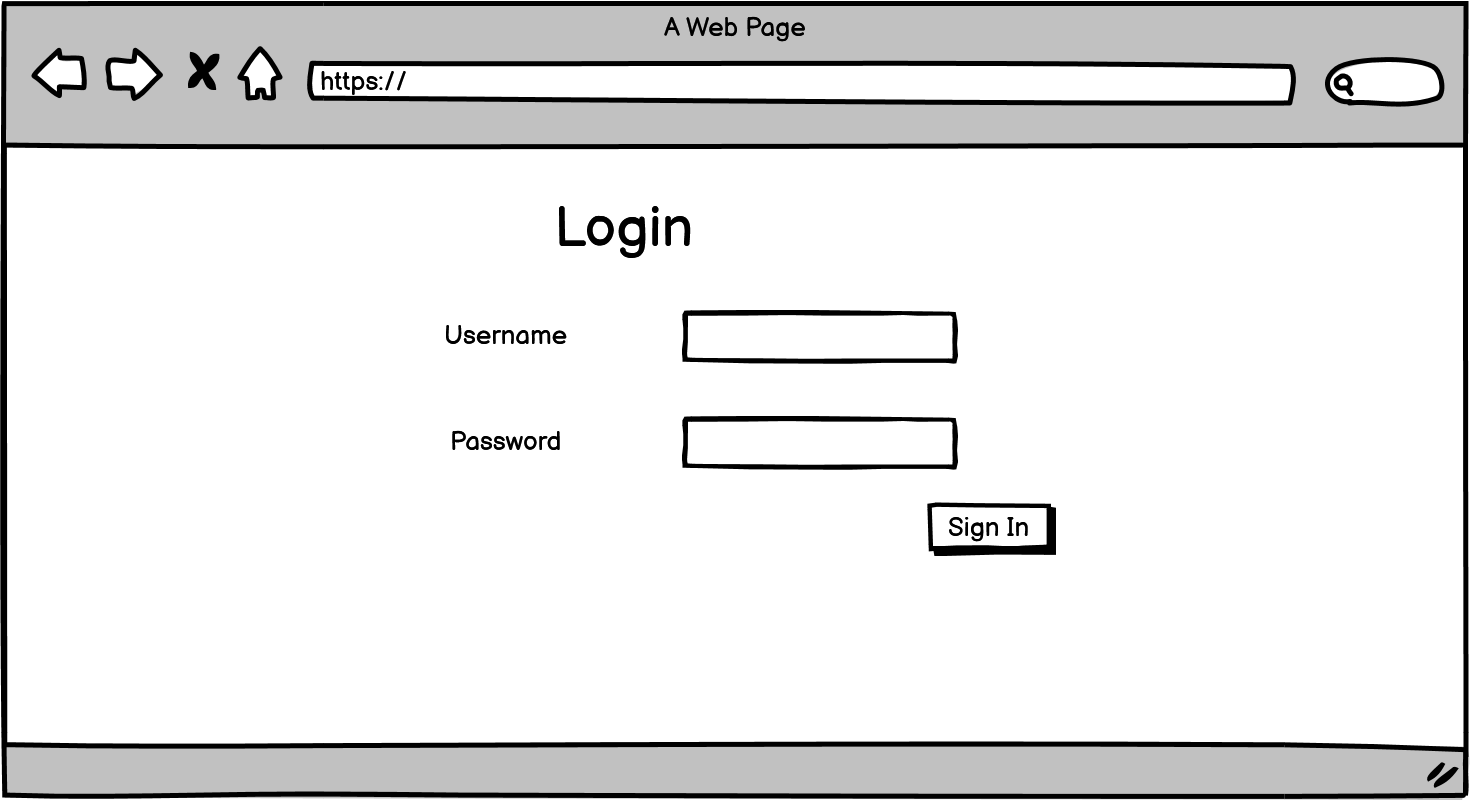 A Web Page
https://
Login
Username
Password
Sign In